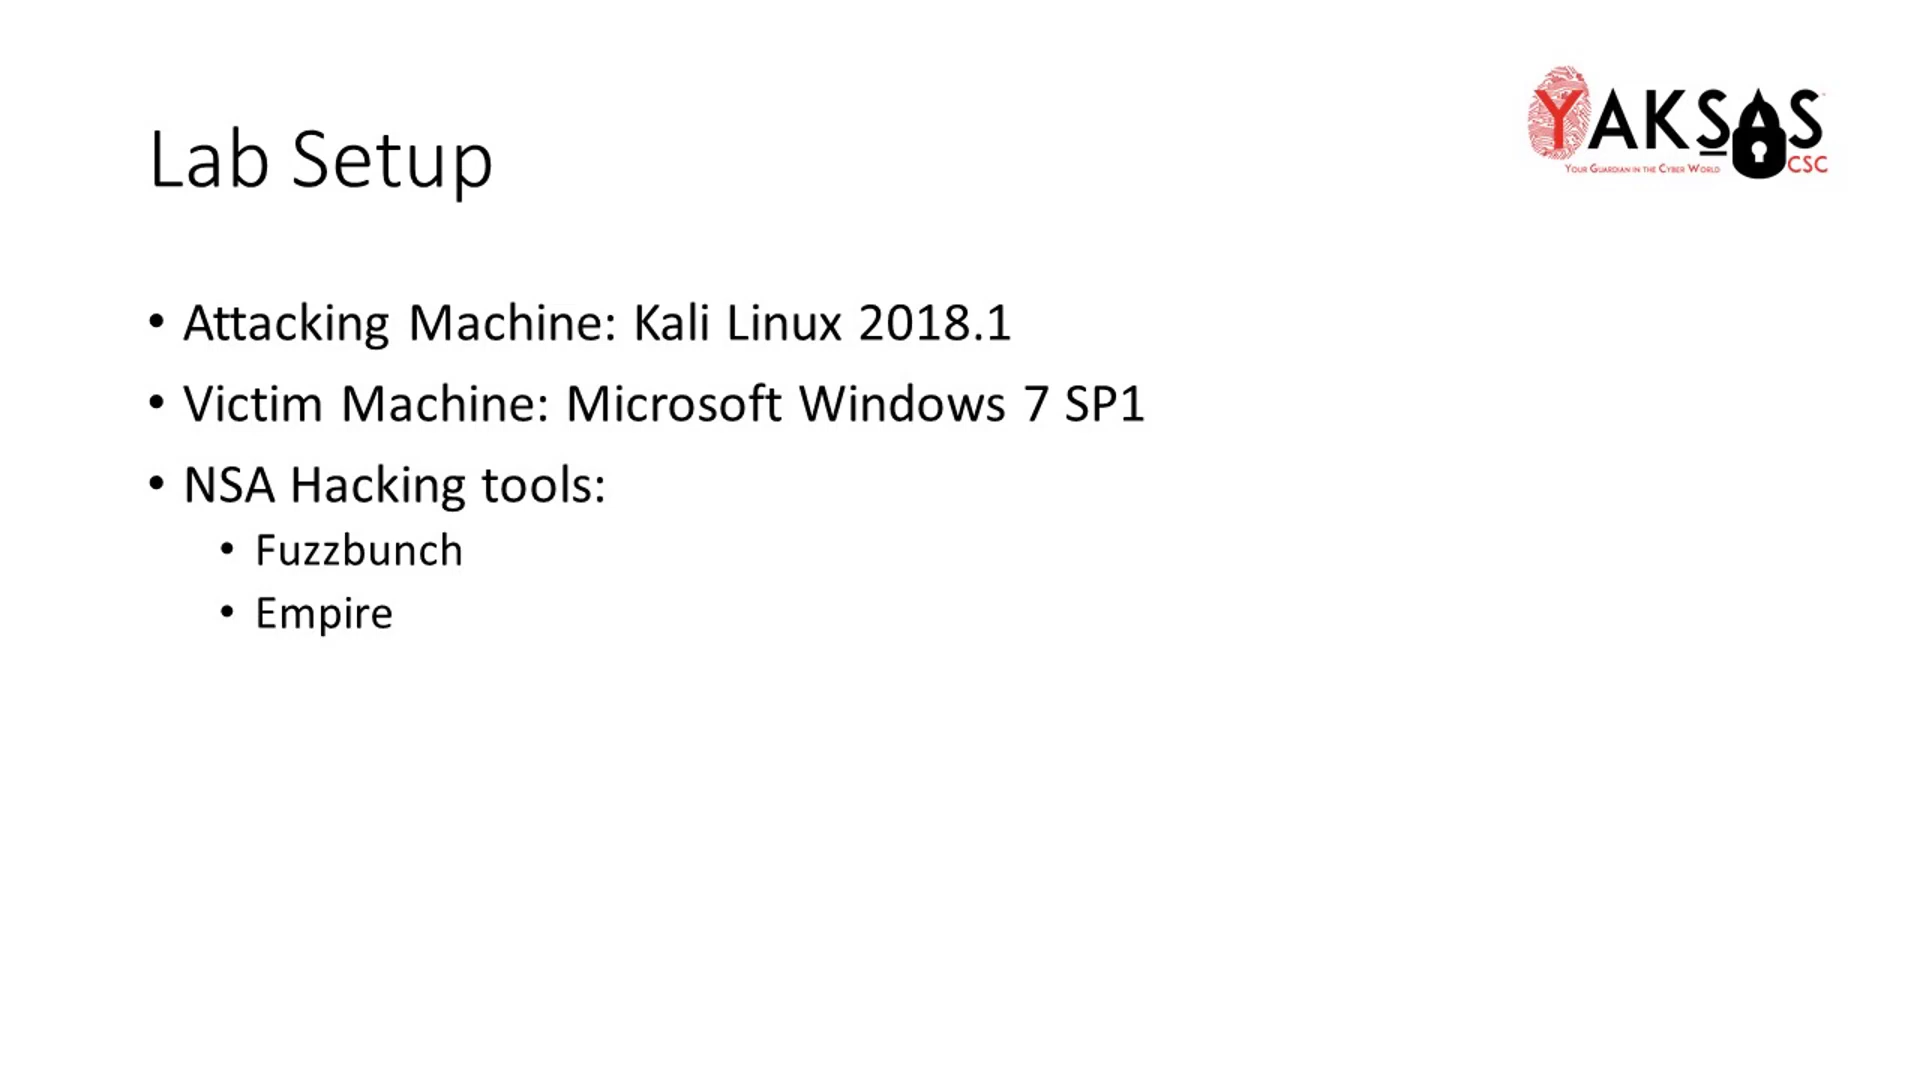 Lab Setup
YAKSAS
YOUR GUARDIAN IN THE CYBER WORLD
CSC
• Attacking Machine: Kali Linux 2018.1
• Victim Machine: Microsoft Windows 7 SP1
• NSA Hacking tools:
• Fuzzbunch
• Empire